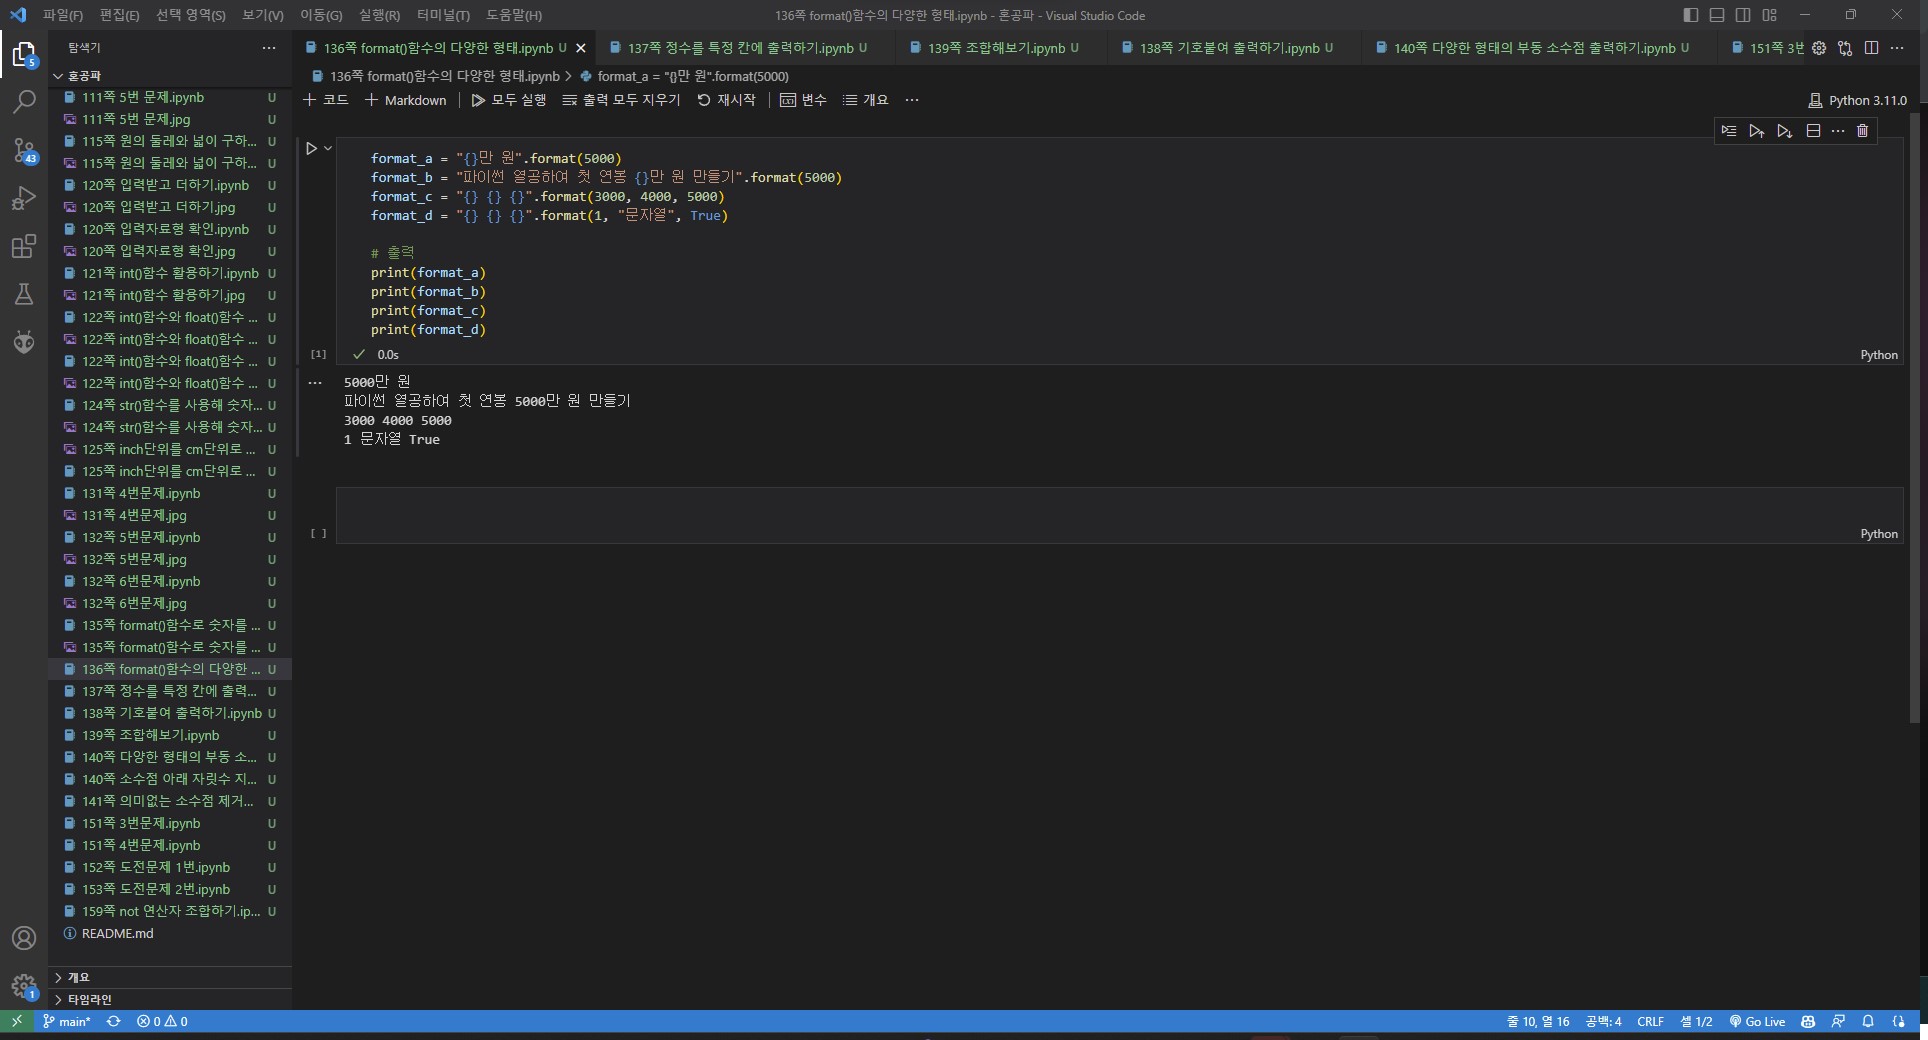 파일(F) 편집(E) 선택 영역(S) 보기(V) 이동(G) 실행(R) 터미널(T) 도움말(H) 136쪽 format()함수의 다양한 형태.ipynb - 혼공파 - Visual Studio Code
탐색기
136쪽 format()함수의 다양한 형태.ipynb U 137쪽 정수를 특정 칸에 출력하기.ipynb U 139쪽 조합해보기.ipynb U 138쪽 기호붙여 출력하기.ipynb U 140쪽 다양한 형태의 부동 소수점 출력하기.ipynb U 151쪽
혼공파
136쪽 format()함수의 다양한 형태.ipynb > format_a = "{}만 원".format(5000)
코드 Markdown 모두 실행 출력 모두 지우기 재시작 변수 개요 ...
Python 3.11.0
5
43
1
111쪽 5번 문제.ipynb U
111쪽 5번 문제.jpg U
115쪽 원의 둘레와 넓이 구하... U
115쪽 원의 둘레와 넓이 구하... U
120쪽 입력받고 더하기.ipynb U
120쪽 입력받고 더하기.jpg U
120쪽 입력자료형 확인.ipynb U
120쪽 입력자료형 확인.jpg U
121쪽 int()함수 활용하기.ipynb U
121쪽 int()함수 활용하기.jpg U
122쪽 int()함수와 float()함수 ... U
122쪽 int()함수와 float()함수 ... U
122쪽 int()함수와 float()함수 ... U
122쪽 int()함수와 float()함수 ... U
124쪽 str()함수를 사용해 숫자... U
124쪽 str()함수를 사용해 숫자... U
125쪽 inch단위를 cm단위로 ... U
125쪽 inch단위를 cm단위로 ... U
131쪽 4번문제.ipynb U
131쪽 4번문제.jpg U
132쪽 5번문제.ipynb U
132쪽 5번문제.jpg U
132쪽 6번문제.ipynb U
132쪽 6번문제.jpg U
135쪽 format()함수로 숫자를 ... U
135쪽 format()함수로 숫자를 ... U
136쪽 format()함수의 다양한 ... U
137쪽 정수를 특정 칸에 출력... U
138쪽 기호붙여 출력하기.ipynb U
139쪽 조합해보기.ipynb U
140쪽 다양한 형태의 부동 소... U
140쪽 소수점 아래 자릿수 지... U
141쪽 의미없는 소수점 제거... U
151쪽 3번문제.ipynb U
151쪽 4번문제.ipynb U
152쪽 도전문제 1번.ipynb U
153쪽 도전문제 2번.ipynb U
159쪽 not 연산자 조합하기.ip... U
README.md
개요
타임라인
format_a = "{}만 원".format(5000)
format_b = "파이썬 열공하여 첫 연봉 {}만 원 만들기".format(5000)
format_c = "{} {} {}".format(3000, 4000, 5000)
format_d = "{} {} {}".format(1, "문자열", True)
# 출력
print(format_a)
print(format_b)
print(format_c)
print(format_d)
[1] 0.0s Python
5000만 원
파이썬 열공하여 첫 연봉 5000만 원 만들기
3000 4000 5000
1 문자열 True
[ ] Python
main* 0 0 줄 10, 열 16 공백: 4 CRLF 셀 1/2 Go Live